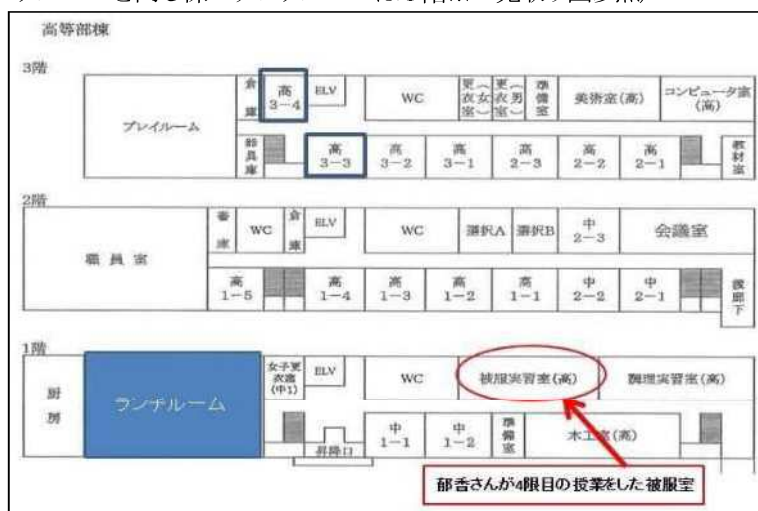 高等部棟
3階
プレイルーム
倉庫
高
3-4
ELV
WC
更(
衣女
室)
更(
衣男
室)
準備室
美術室(高)
コンピュータ室
(高)
高
3-3
高
3-2
高
3-1
高
2-3
高
2-2
高
2-1
教材室
2階
職員室
WC
倉庫
ELV
WC
選択A
選択B
中
2-3
会議室
高
1-5
高
1-4
高
1-3
高
1-2
高
1-1
中
2-2
中
2-1
渡廊下
1階
厨房
ランチルーム
女子更
衣室
(中1)
ELV
WC
被服実習室(高)
調理実習室(高)
昇降口
中
1-1
中
1-2
準備室
木工室(高)
郁香さんが4限目の授業をした被服室